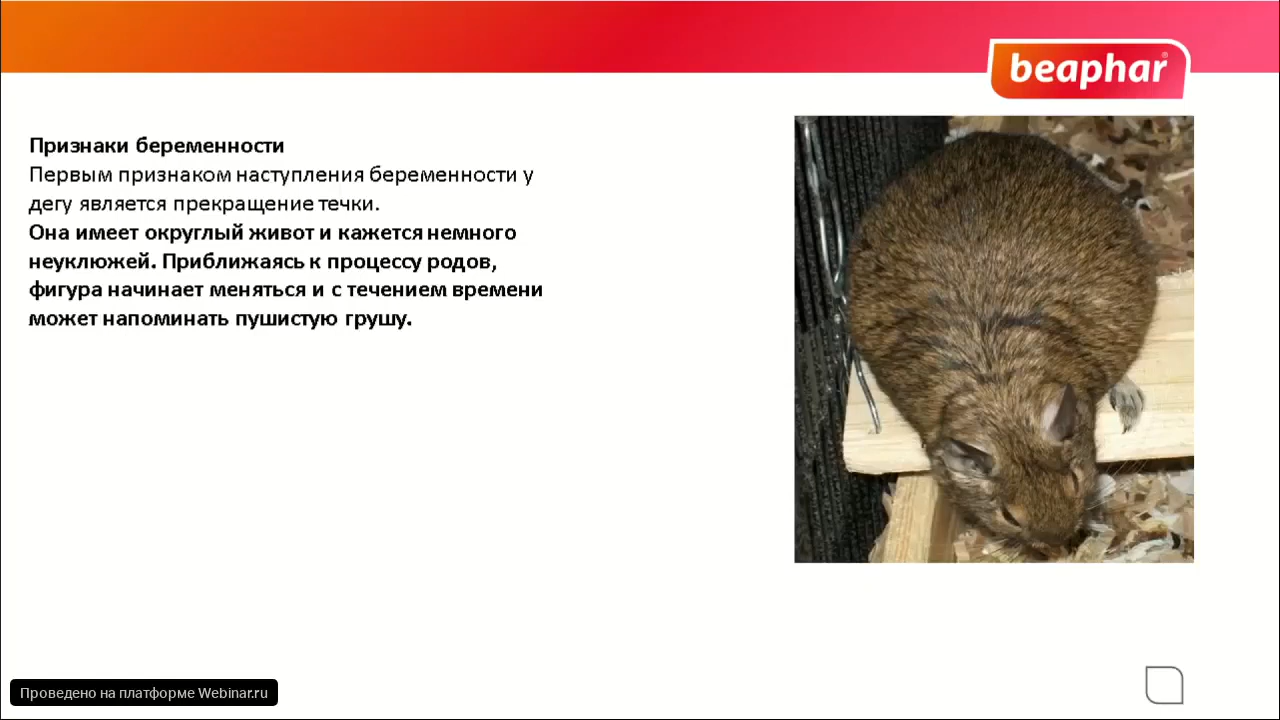 beaphar
Признаки беременности
Первым признаком наступления беременности у
дегу является прекращение течки.
Она имеет округлый живот и кажется немного
неуклюжей. Приближаясь к процессу родов,
фигура начинает меняться и с течением времени
может напоминать пушистую грушу.
Проведено на платформе Webinar.ru